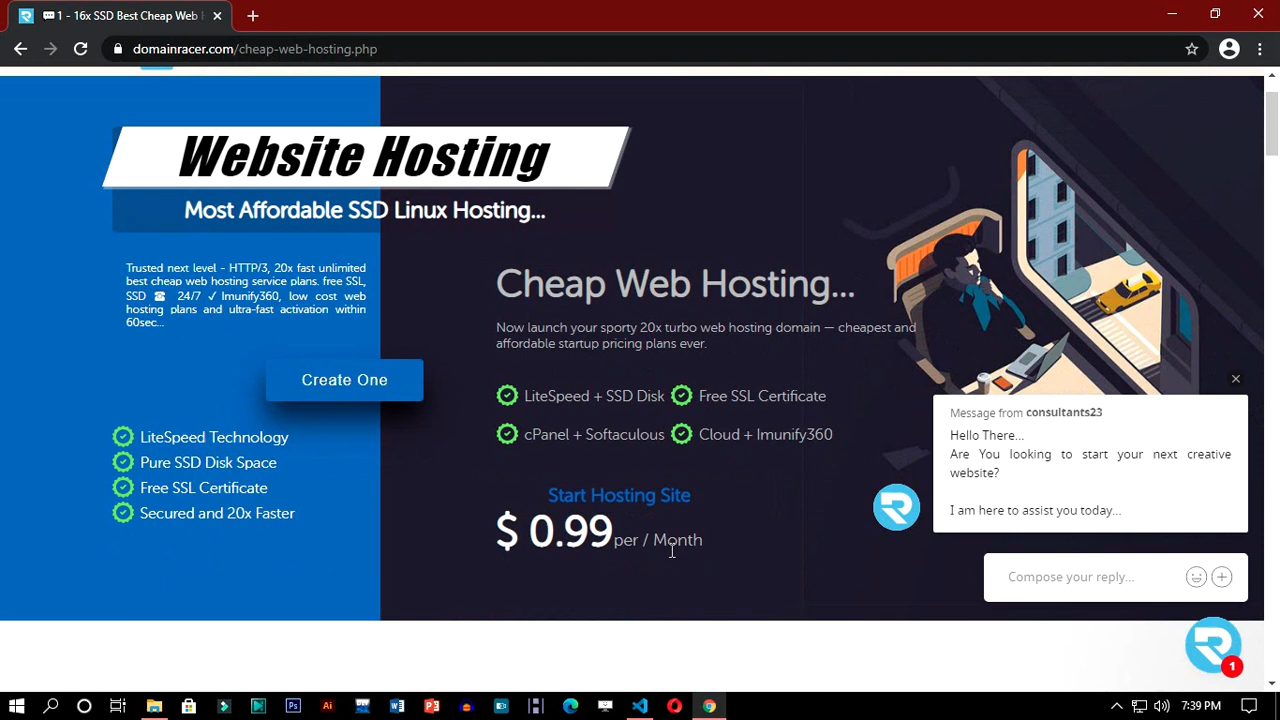 1 - 16x SSD Best Cheap Web H
domainracer.com/cheap-web-hosting.php
Website Hosting
Most Affordable SSD Linux Hosting...
Trusted next level - HTTP/3, 20x fast unlimited
best cheap web hosting service plans. free SSL,
SSD ☎ 24/7 ✓ Imunify360, low cost web
hosting plans and ultra-fast activation within
60sec...
Create One
LiteSpeed Technology
Pure SSD Disk Space
Free SSL Certificate
Secured and 20x Faster
Cheap Web Hosting...
Now launch your sporty 20x turbo web hosting domain — cheapest and
affordable startup pricing plans ever.
LiteSpeed + SSD Disk
Free SSL Certificate
cPanel + Softaculous
Cloud + Imunify360
Start Hosting Site
$ 0.99 per / Month
Message from consultants23
Hello There...
Are You looking to start your next creative
website?
I am here to assist you today...
Compose your reply...
1
Ps
Ai
7:39 PM